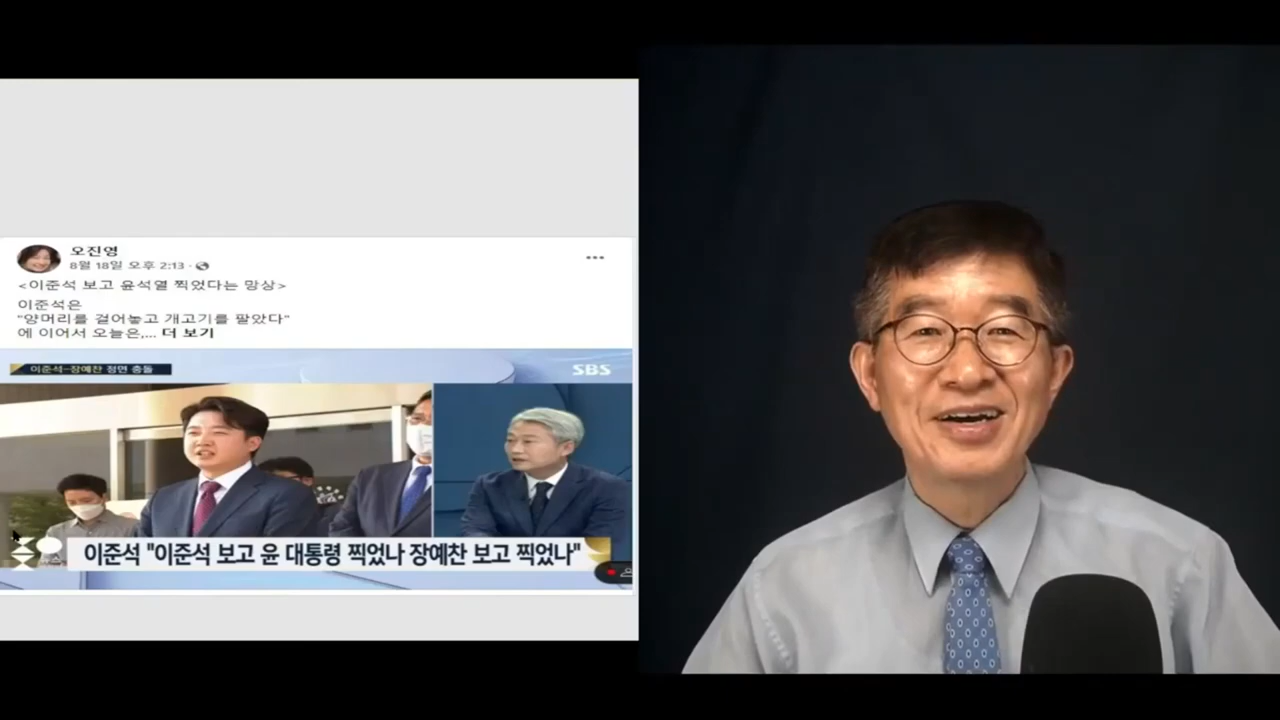 오진영
8월 18일 오후 2:13 ·
<이준석 보고 윤석열 찍었다는 망상>
이준석은
"양머리를 걸어놓고 개고기를 팔았다"
에 이어서 오늘은,... 더 보기
이준석-장예찬 정면 충돌
SBS
이준석 "이준석 보고 윤 대통령 찍었나 장예찬 보고 찍었나"